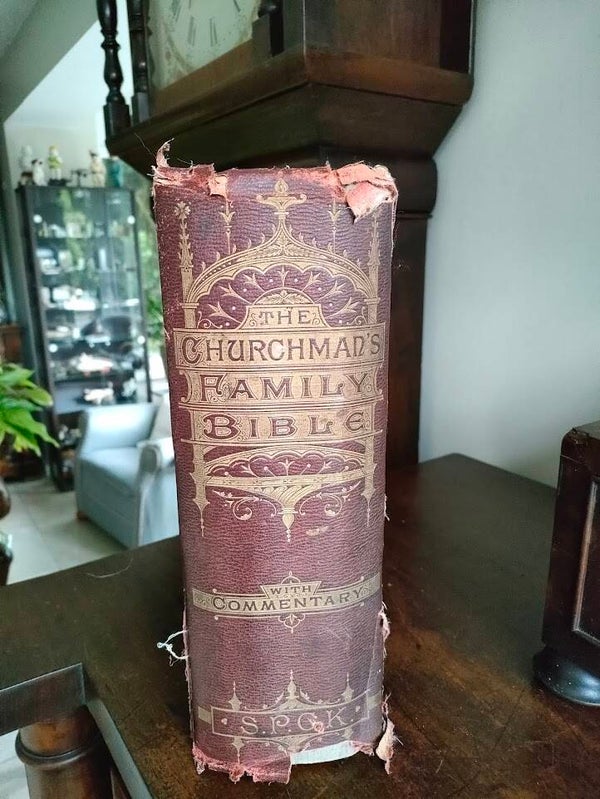 THE
CHURCHMAN'S
FAMILY
BIBLE
WITH
COMMENTARY
S.P.C.K.